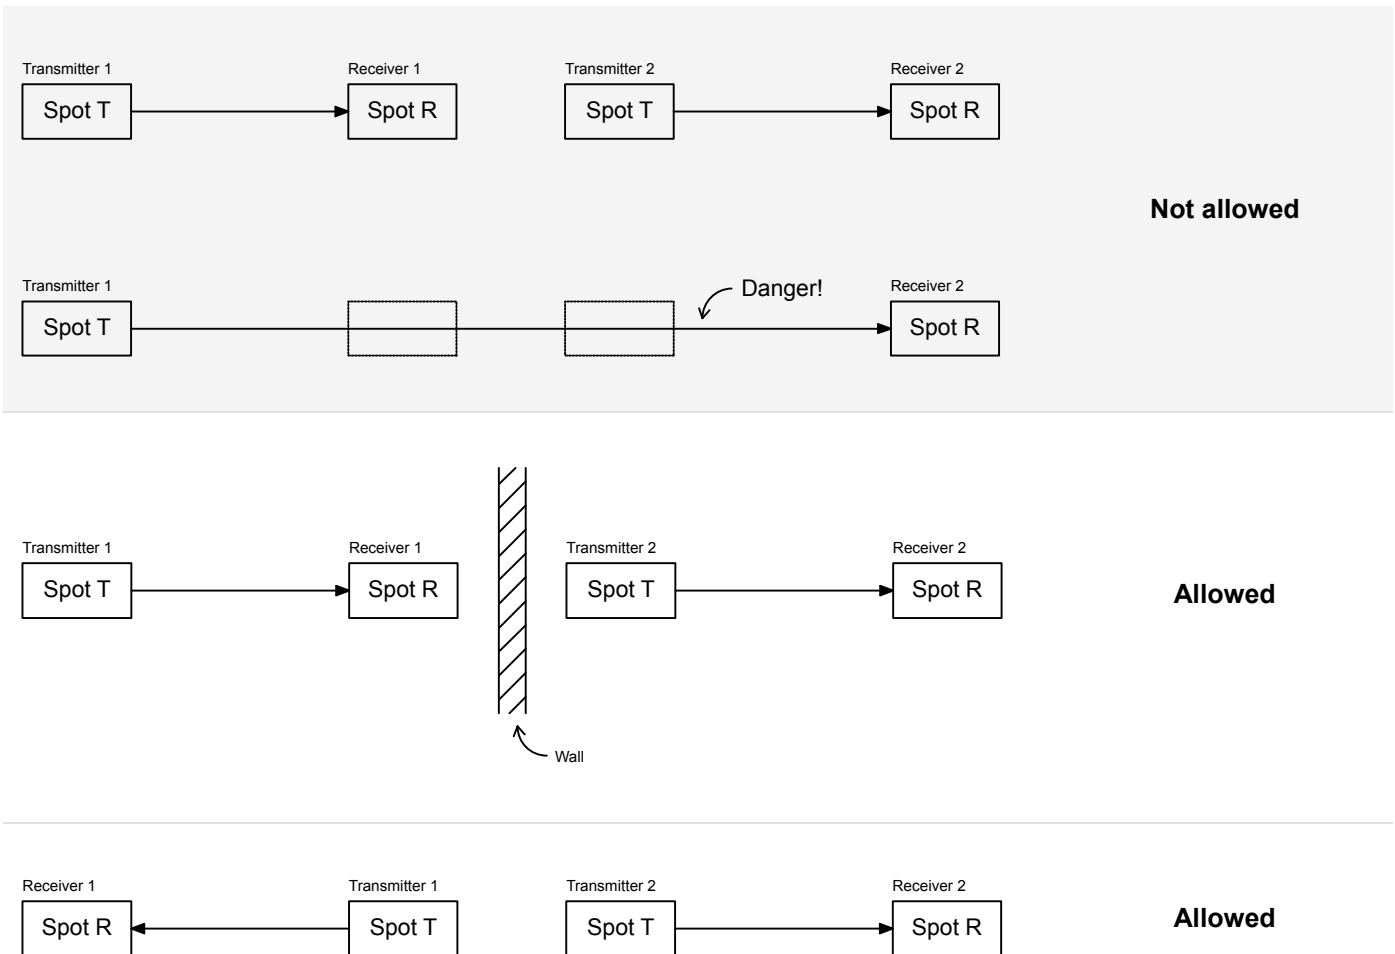 Transmitter 1 Receiver 1 Transmitter 2 Receiver 2
Spot T Spot R Spot T Spot R
Not allowed
Transmitter 1 Danger! Receiver 2
Spot T Spot R
Transmitter 1 Receiver 1 Transmitter 2 Receiver 2
Spot T Spot R Spot T Spot R Allowed
Wall
Receiver 1 Transmitter 1 Transmitter 2 Receiver 2
Spot R Spot T Spot T Spot R Allowed